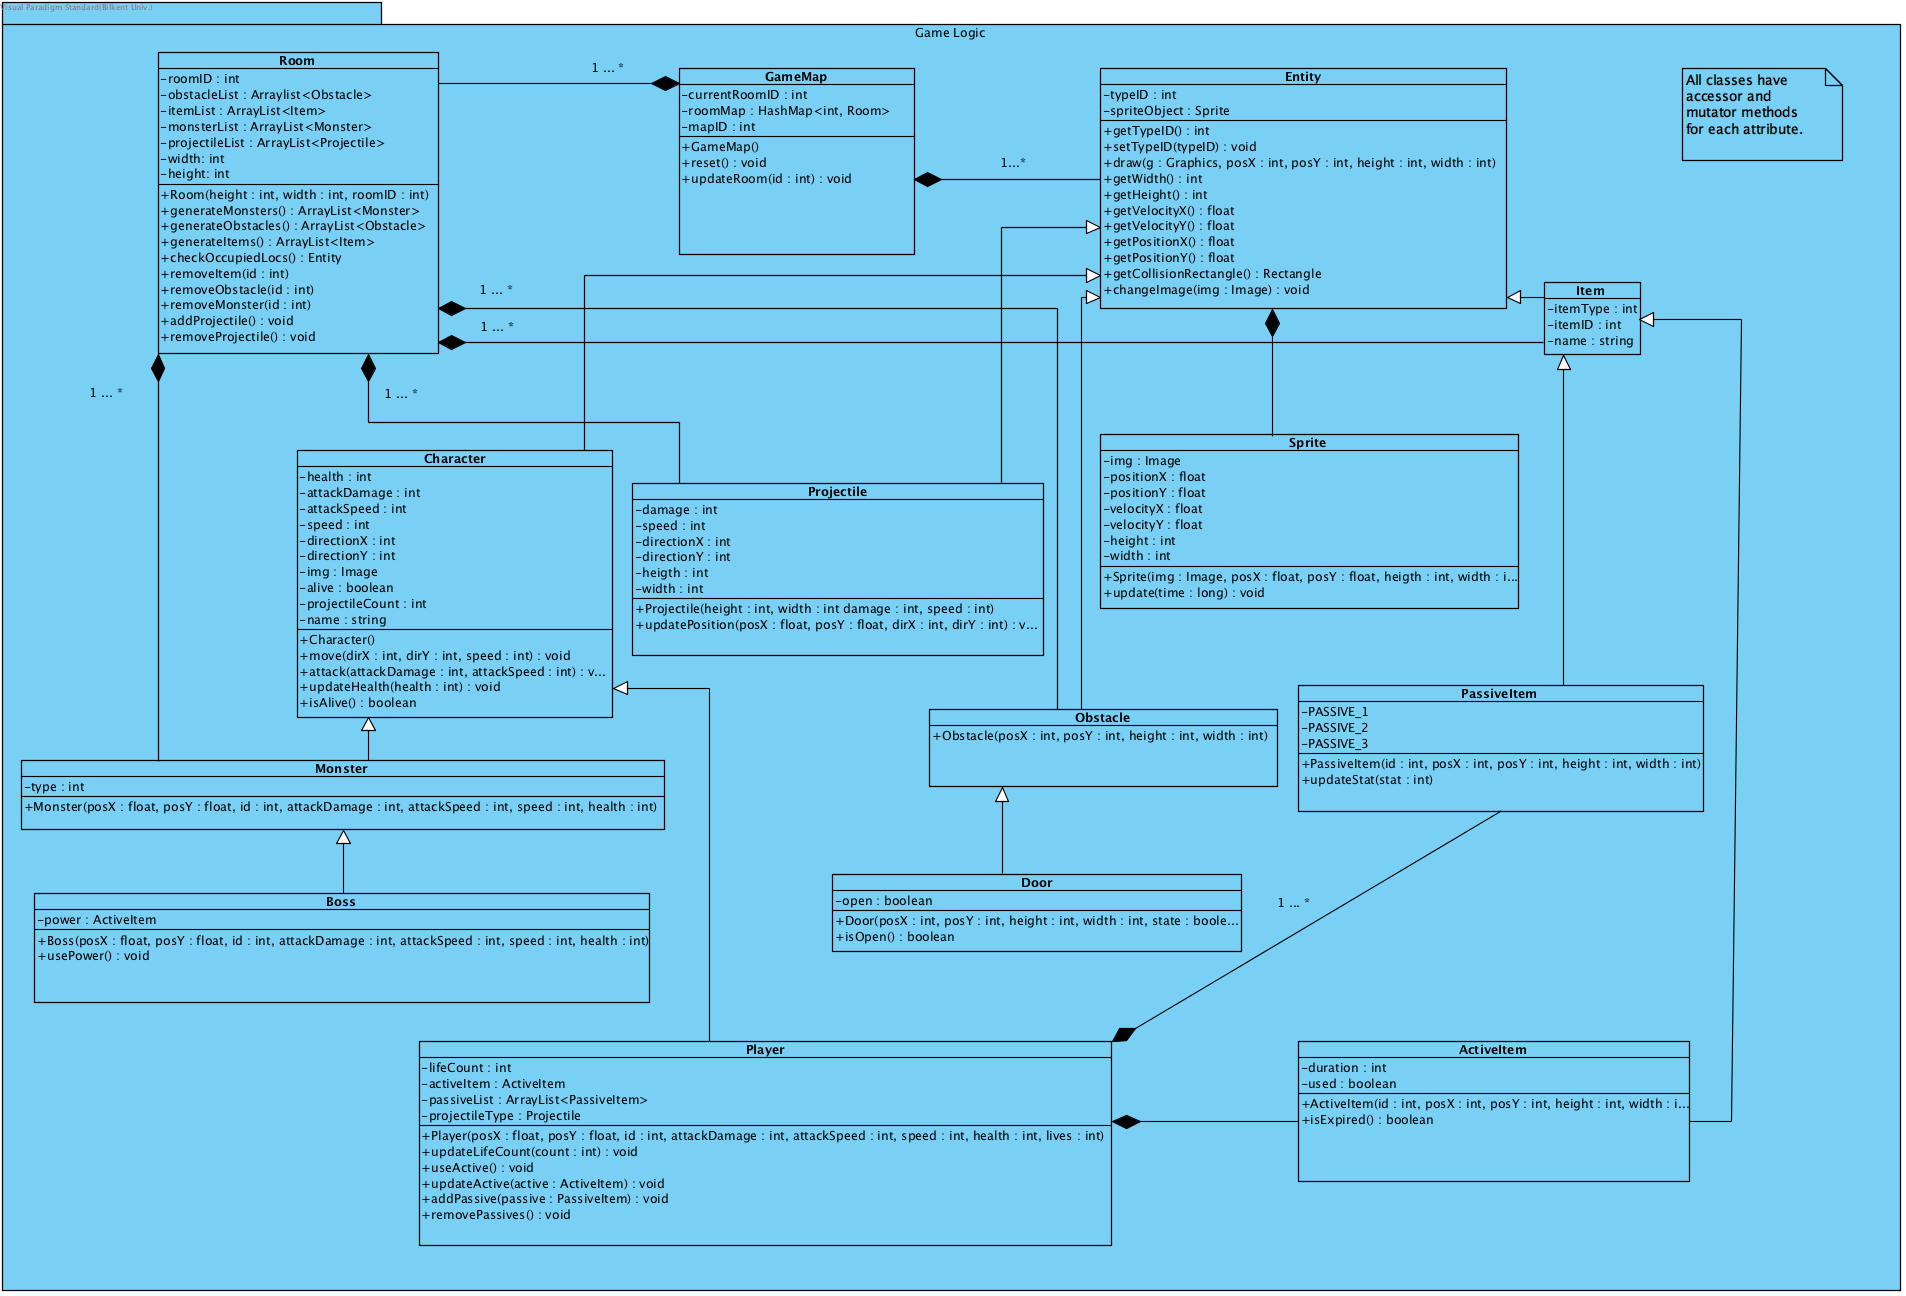 Visual Paradigm Standard(Bilkent Univ.)
Game Logic
Room
-roomID : int
-obstacleList : Arraylist<Obstacle>
-itemList : ArrayList<Item>
-monsterList : ArrayList<Monster>
-projectileList : ArrayList<Projectile>
-width: int
-height: int
+Room(height : int, width : int, roomID : int)
+generateMonsters() : ArrayList<Monster>
+generateObstacles() : ArrayList<Obstacle>
+generateItems() : ArrayList<Item>
+checkOccupiedLocs() : Entity
+removeItem(id : int)
+removeObstacle(id : int)
+removeMonster(id : int)
+addProjectile() : void
+removeProjectile() : void
1 ... *
GameMap
-currentRoomID : int
-roomMap : HashMap<int, Room>
-mapID : int
+GameMap()
+reset() : void
+updateRoom(id : int) : void
1...*
Entity
-typeID : int
-spriteObject : Sprite
+getTypeID() : int
+setTypeID(typeID) : void
+draw(g : Graphics, posX : int, posY : int, height : int, width : int)
+getWidth() : int
+getHeight() : int
+getVelocityX() : float
+getVelocityY() : float
+getPositionX() : float
+getPositionY() : float
+getCollisionRectangle() : Rectangle
+changeImage(img : Image) : void
All classes have
accessor and
mutator methods
for each attribute.
Item
-itemType : int
-itemID : int
-name : string
1 ... *
1 ... *
1 ... *
1 ... *
Character
-health : int
-attackDamage : int
-attackSpeed : int
-speed : int
-directionX : int
-directionY : int
-img : Image
-alive : boolean
-projectileCount : int
-name : string
+Character()
+move(dirX : int, dirY : int, speed : int) : void
+attack(attackDamage : int, attackSpeed : int) : v...
+updateHealth(health : int) : void
+isAlive() : boolean
Projectile
-damage : int
-speed : int
-directionX : int
-directionY : int
-heigth : int
-width : int
+Projectile(height : int, width : int damage : int, speed : int)
+updatePosition(posX : float, posY : float, dirX : int, dirY : int) : v...
Sprite
-img : Image
-positionX : float
-positionY : float
-velocityX : float
-velocityY : float
-height : int
-width : int
+Sprite(img : Image, posX : float, posY : float, heigth : int, width : i...
+update(time : long) : void
Monster
-type : int
+Monster(posX : float, posY : float, id : int, attackDamage : int, attackSpeed : int, speed : int, health : int)
Obstacle
+Obstacle(posX : int, posY : int, height : int, width : int)
PassiveItem
-PASSIVE_1
-PASSIVE_2
-PASSIVE_3
+PassiveItem(id : int, posX : int, posY : int, height : int, width : int)
+updateStat(stat : int)
Boss
-power : ActiveItem
+Boss(posX : float, posY : float, id : int, attackDamage : int, attackSpeed : int, speed : int, health : int)
+usePower() : void
Door
-open : boolean
+Door(posX : int, posY : int, height : int, width : int, state : boole...
+isOpen() : boolean
1 ... *
Player
-lifeCount : int
-activeItem : ActiveItem
-passiveList : ArrayList<PassiveItem>
-projectileType : Projectile
+Player(posX : float, posY : float, id : int, attackDamage : int, attackSpeed : int, speed : int, health : int, lives : int)
+updateLifeCount(count : int) : void
+useActive() : void
+updateActive(active : ActiveItem) : void
+addPassive(passive : PassiveItem) : void
+removePassives() : void
ActiveItem
-duration : int
-used : boolean
+ActiveItem(id : int, posX : int, posY : int, height : int, width : i...
+isExpired() : boolean